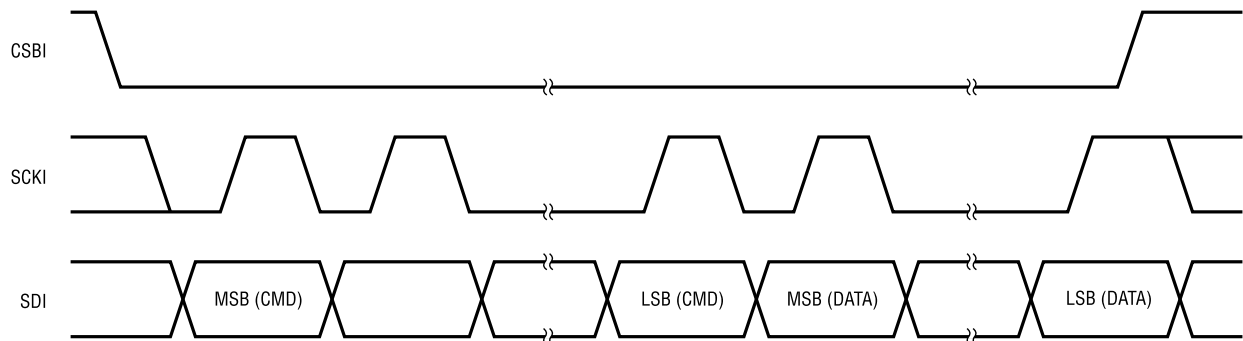 CSBI
SCKI
SDI
MSB (CMD)
LSB (CMD)
MSB (DATA)
LSB (DATA)